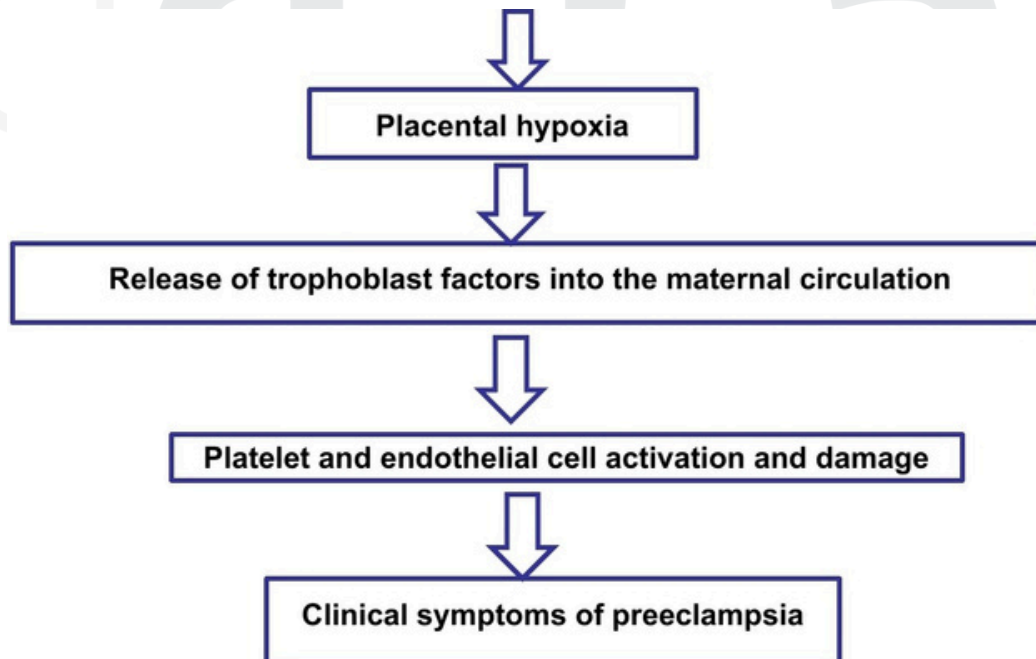 Placental hypoxia
Release of trophoblast factors into the maternal circulation
Platelet and endothelial cell activation and damage
Clinical symptoms of preeclampsia